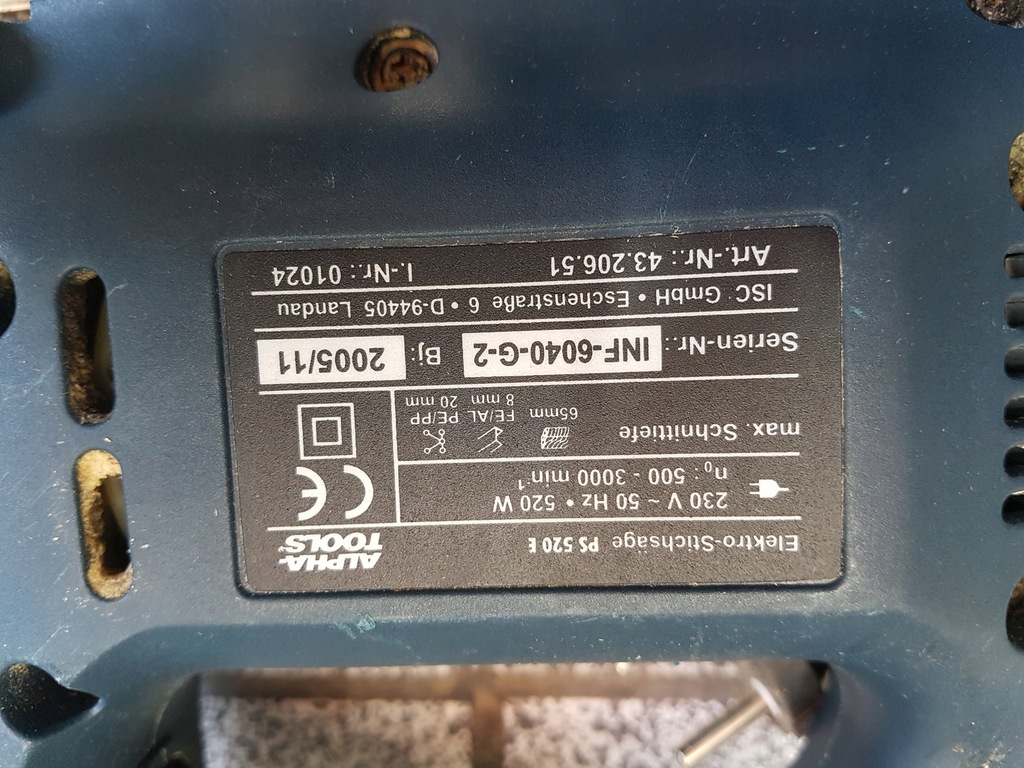 Elektro-Stichsäge PS 520 E
ALPHA-
TOOLS
230 V ~ 50 Hz • 520 W
n₀: 500 - 3000 min⁻¹
CE
max. Schnittiefe
65mm
FE/AL PE/PP
8 mm 20 mm
Serien-Nr.: INF-6040-G-2 Bj: 2005/11
ISC. GmbH • Eschenstraße 6 • D-94405 Landau
Art.-Nr.: 43.206.51 I.-Nr.: 01024